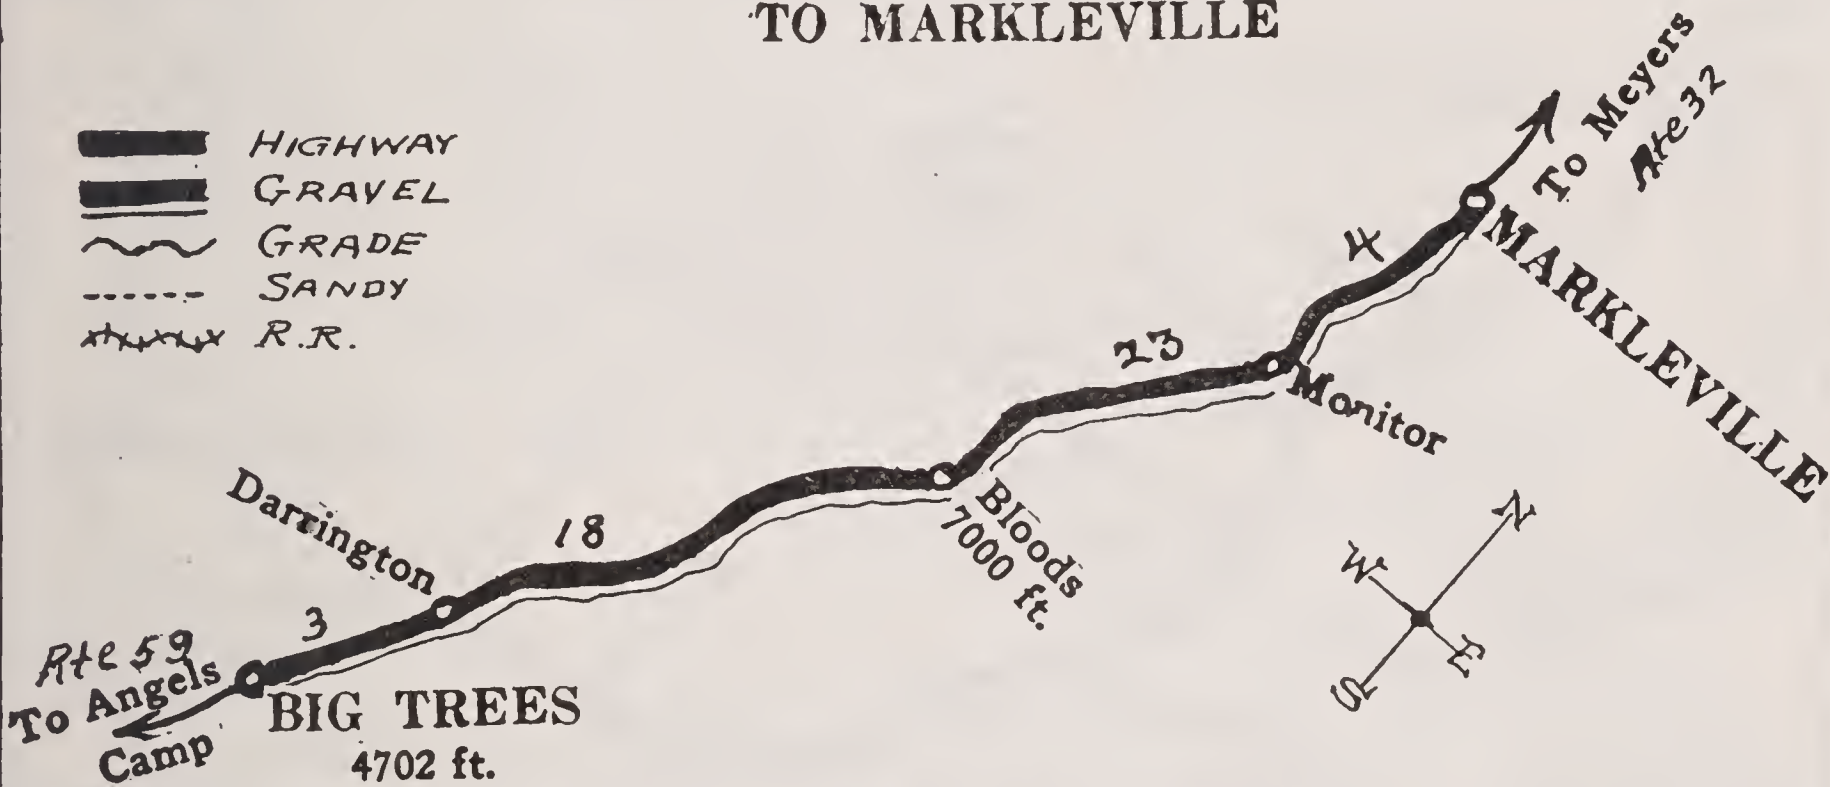 TO MARKLEVILLE
HIGHWAY
GRAVEL
GRADE
SANDY
R.R.
To Meyers
Rte 32
MARKLEVILLE
4
Monitor
23
Bloods
7000 ft.
18
Darrington
3
Rte 59
To Angels
Camp
BIG TREES
4702 ft.
N
W
E
S